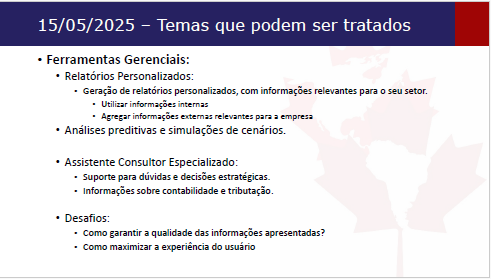 15/05/2025 – Temas que podem ser tratados
• Ferramentas Gerenciais:
• Relatórios Personalizados:
• Geração de relatórios personalizados, com informações relevantes para o seu setor.
• Utilizar informações internas
• Agregar informações externas relevantes para a empresa
• Análises preditivas e simulações de cenários.
• Assistente Consultor Especializado:
• Suporte para dúvidas e decisões estratégicas.
• Informações sobre contabilidade e tributação.
• Desafios:
• Como garantir a qualidade das informações apresentadas?
• Como maximizar a experiência do usuário